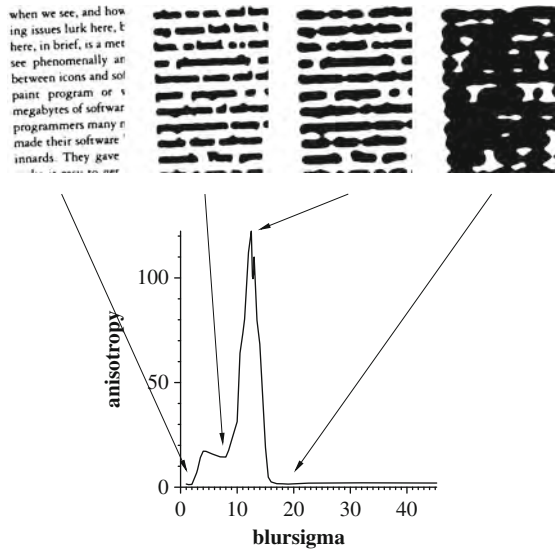 when we see, and how
ing issues lurk here, b
here, in brief, is a met
see phenomenally an
between icons and sof
paint program or
megabytes of softwar
programmers many
made their software
innards. They gave
anisotropy
100
50
0
0
10
20
30
40
blursigma